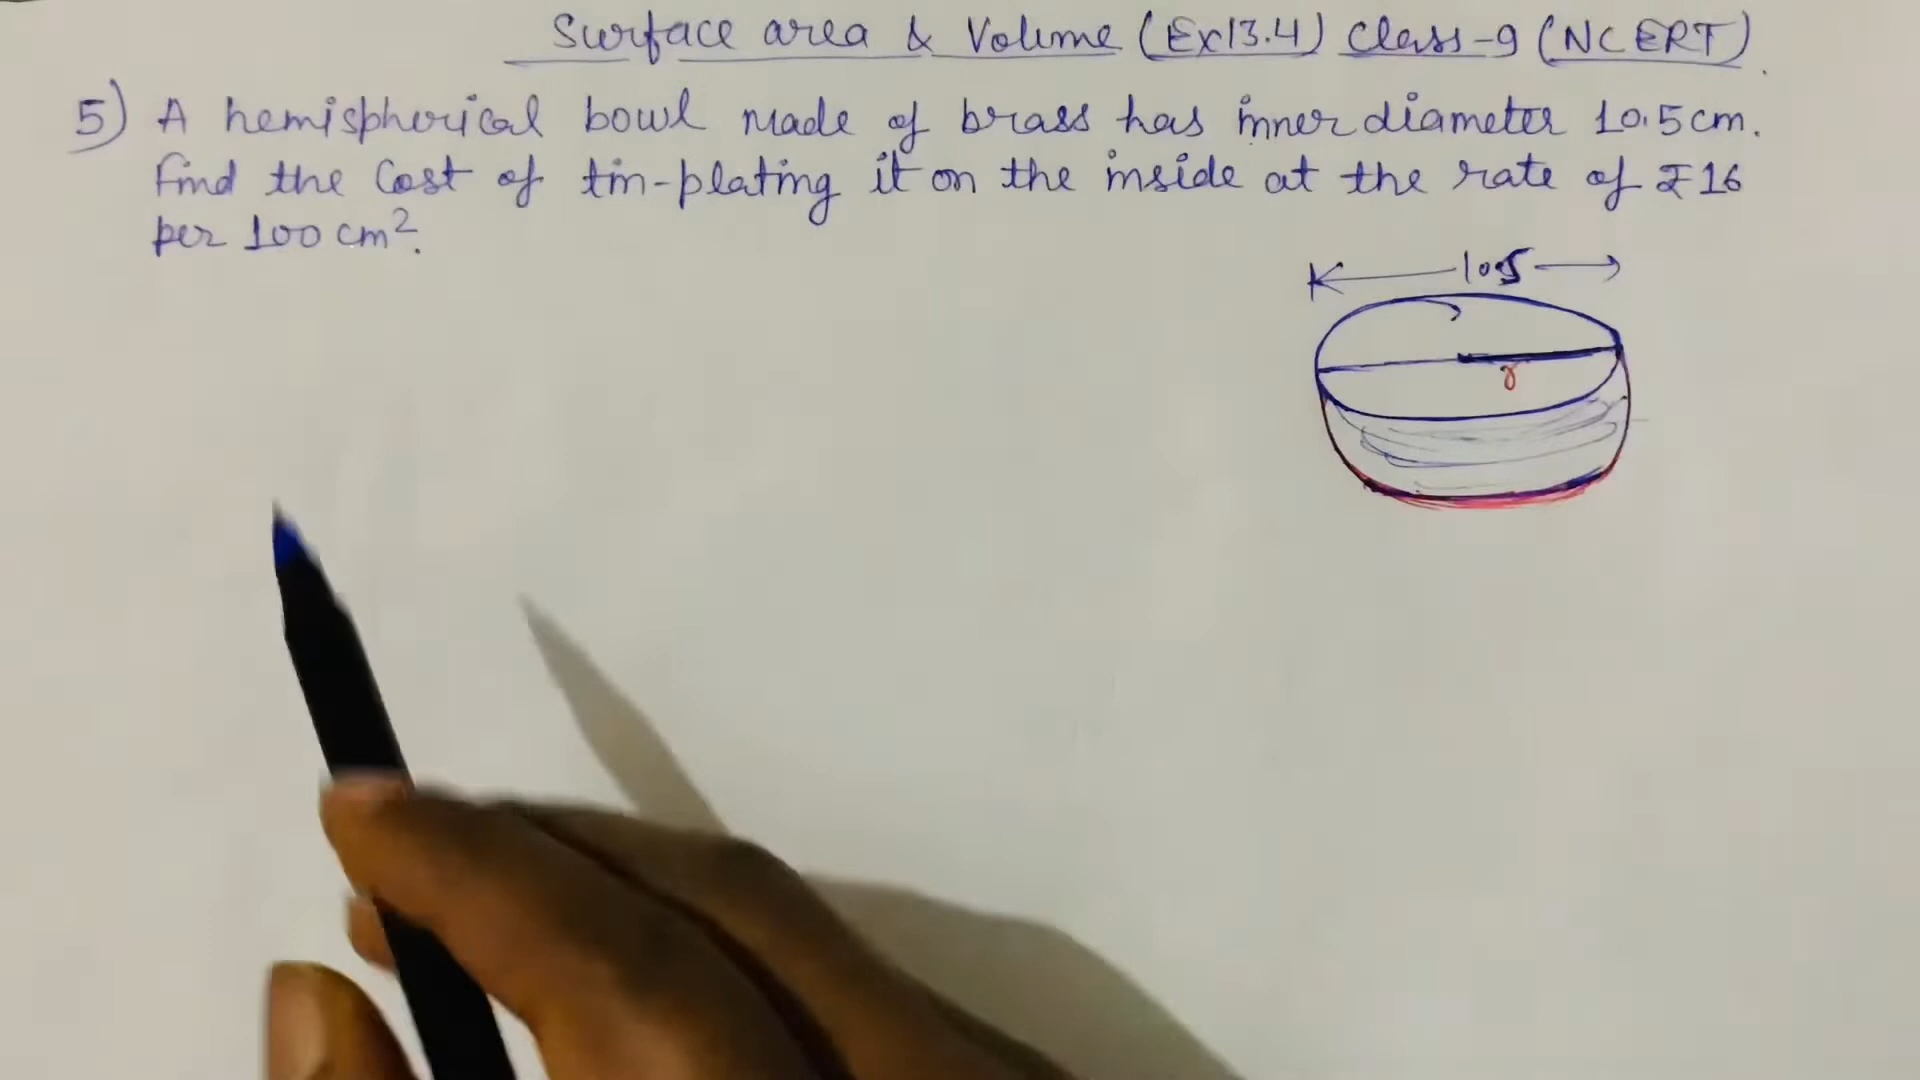 Surface area & Volume (Ex13.4) Class-9 (NCERT)
5) A hemispherical bowl made of brass has inner diameter 10.5cm.
Find the Cost of tin-plating it on the inside at the rate of ₹16
per 100 cm².
10.5
r